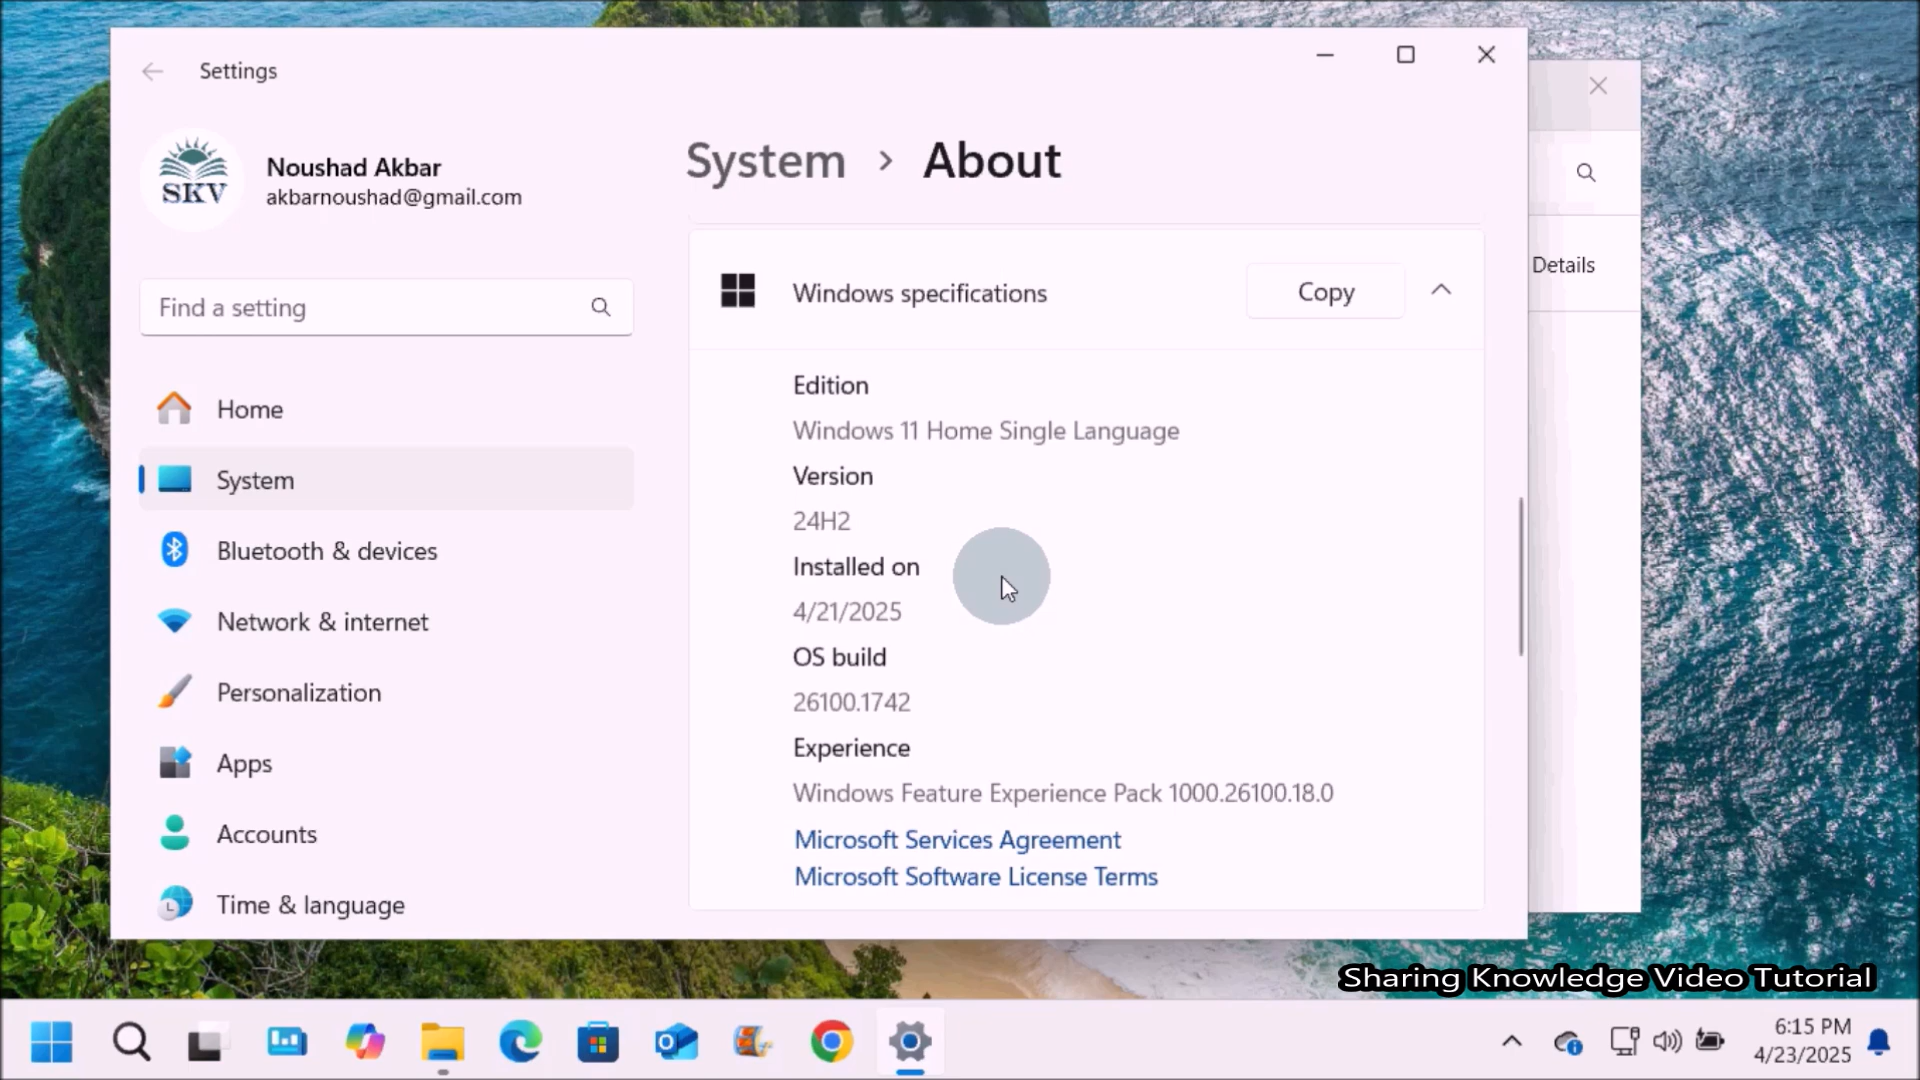 Settings
SKV
Noushad Akbar
akbarnoushad@gmail.com
Find a setting
Home
System
Bluetooth & devices
Network & internet
Personalization
Apps
Accounts
Time & language
System > About
Windows specifications
Copy
Edition
Windows 11 Home Single Language
Version
24H2
Installed on
4/21/2025
OS build
26100.1742
Experience
Windows Feature Experience Pack 1000.26100.18.0
Microsoft Services Agreement
Microsoft Software License Terms
Details
Sharing Knowledge Video Tutorial
6:15 PM
4/23/2025